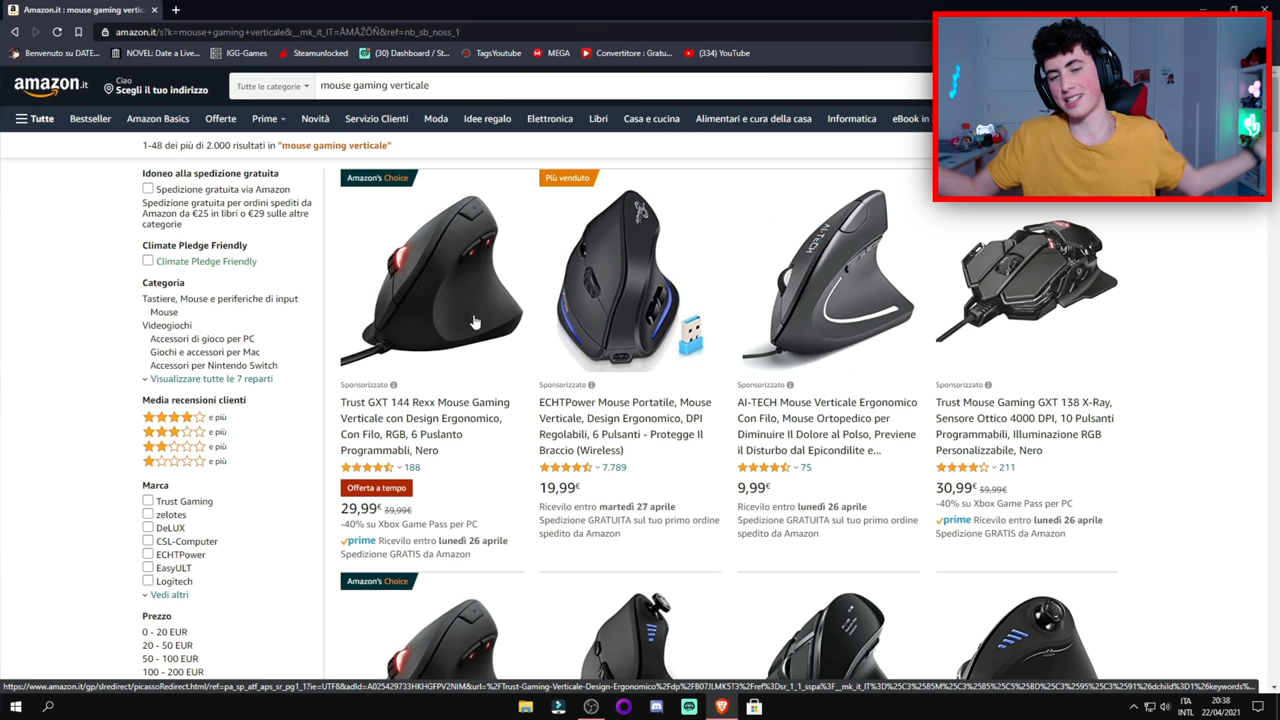 Amazon.it : mouse gaming vertic
amazon.it/s?k=mouse+gaming+verticale&__mk_it_IT=ÅMÅŽÕÑ&ref=nb_sb_noss_1
Benvenuto su DATE...
NOVEL: Date a Live...
IGG-Games
Steamunlocked
(30) Dashboard / St...
TagsYoutube
MEGA
Convertitore : Gratu...
(334) YouTube
amazon.it
Ciao
Scegli il tuo indirizzo
Tutte le categorie
mouse gaming verticale
Tutte
Bestseller
Amazon Basics
Offerte
Prime
Novità
Servizio Clienti
Moda
Idee regalo
Elettronica
Libri
Casa e cucina
Alimentari e cura della casa
Informatica
eBook in
1-48 dei più di 2.000 risultati in "mouse gaming verticale"
Idoneo alla spedizione gratuita
Spedizione gratuita via Amazon
Spedizione gratuita per ordini spediti da
Amazon da €25 in libri o €29 sulle altre
categorie
Climate Pledge Friendly
Climate Pledge Friendly
Categoria
Tastiere, Mouse e periferiche di input
Mouse
Videogiochi
Accessori di gioco per PC
Giochi e accessori per Mac
Accessori per Nintendo Switch
Visualizzare tutte le 7 reparti
Media recensioni clienti
e più
e più
e più
e più
Marca
Trust Gaming
zelotes
DeLUX
CSL-Computer
ECHTPower
EasyULT
Logitech
Vedi altri
Prezzo
0 - 20 EUR
20 - 50 EUR
50 - 100 EUR
100 - 200 EUR
Amazon's Choice
Sponsorizzato
Trust GXT 144 Rexx Mouse Gaming
Verticale con Design Ergonomico,
Con Filo, RGB, 6 Puslanto
Programmabli, Nero
188
Offerta a tempo
29,99€ 39,99€
-40% su Xbox Game Pass per PC
prime Ricevilo entro lunedì 26 aprile
Spedizione GRATIS da Amazon
Più venduto
Sponsorizzato
ECHTPower Mouse Portatile, Mouse
Verticale, Design Ergonomico, DPI
Regolabili, 6 Pulsanti - Protegge Il
Braccio (Wireless)
7.789
19,99€
Ricevilo entro martedì 27 aprile
Spedizione GRATUITA sul tuo primo ordine
spedito da Amazon
AI-TECH
Sponsorizzato
AI-TECH Mouse Verticale Ergonomico
Con Filo, Mouse Ortopedico per
Diminuire Il Dolore al Polso, Previene
il Disturbo dal Epicondilite e...
75
9,99€
Ricevilo entro lunedì 26 aprile
Spedizione GRATUITA sul tuo primo ordine
spedito da Amazon
Sponsorizzato
Trust Mouse Gaming GXT 138 X-Ray,
Sensore Ottico 4000 DPI, 10 Pulsanti
Programmabili, Illuminazione RGB
Personalizzabile, Nero
211
30,99€ 39,99€
-40% su Xbox Game Pass per PC
prime Ricevilo entro lunedì 26 aprile
Spedizione GRATIS da Amazon
Amazon's Choice
ITA
INTL
20:38
22/04/2021